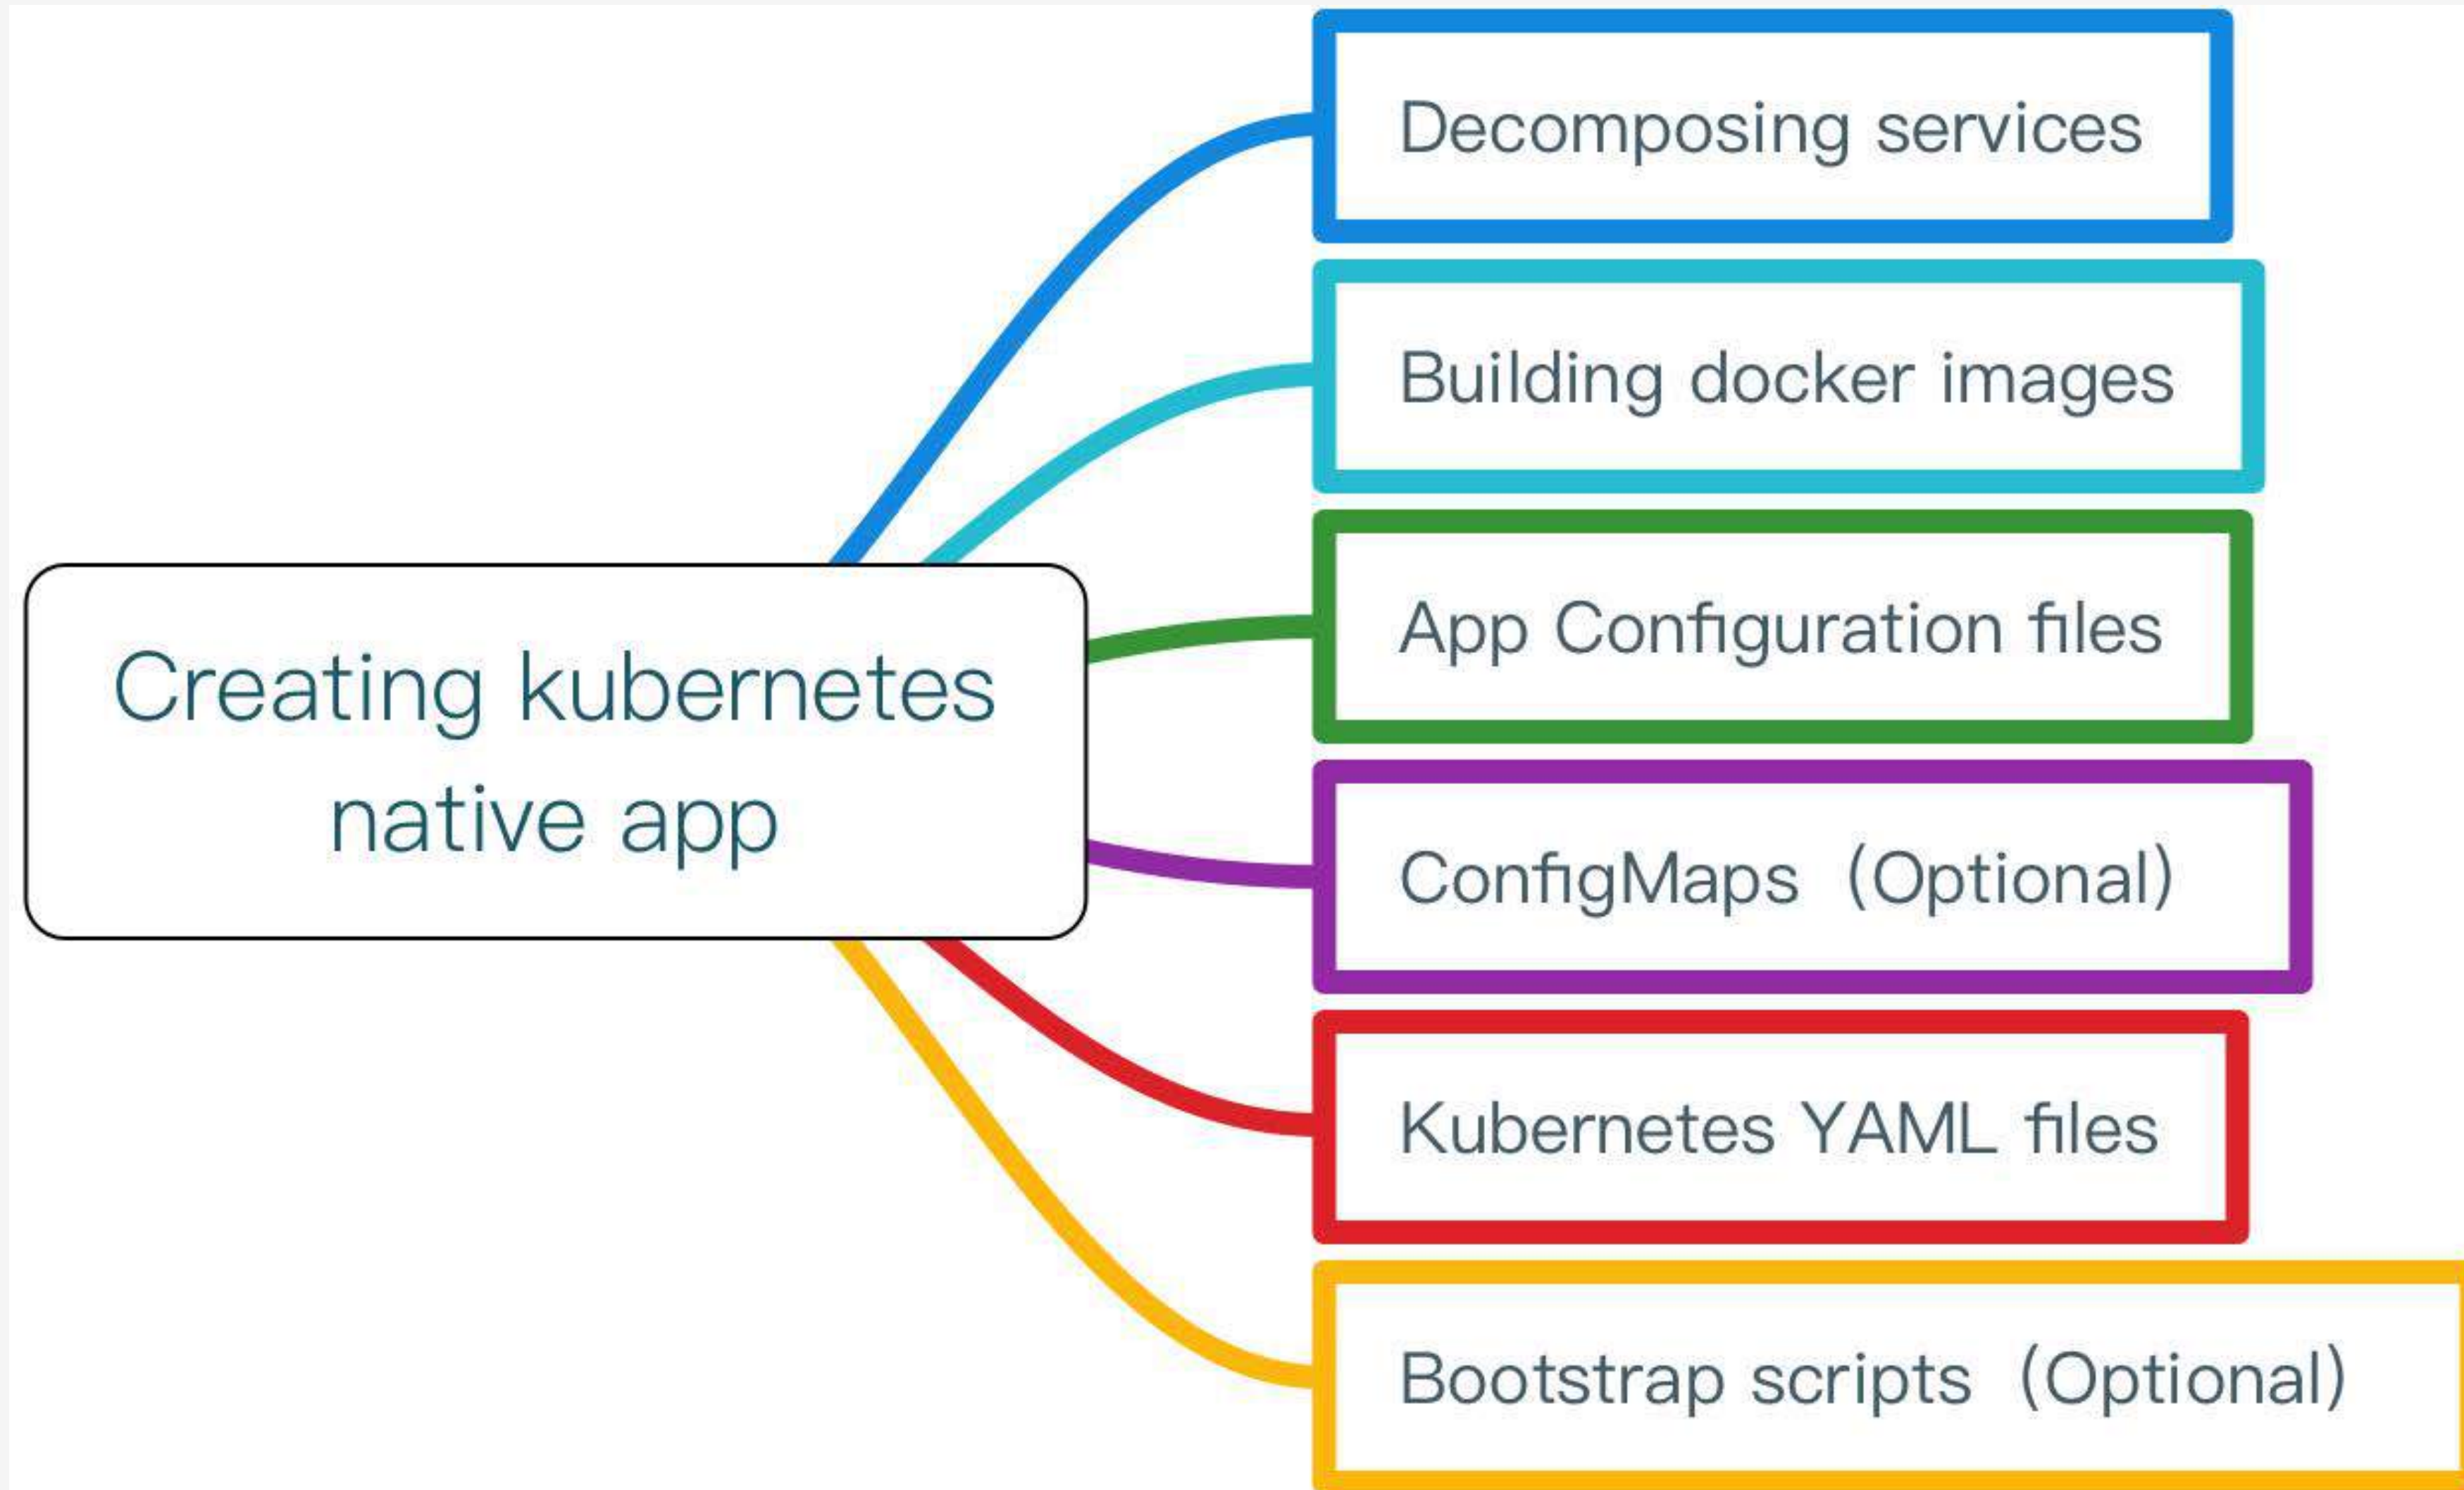 Decomposing services
Building docker images
App Configuration files
Creating kubernetes
native app
ConfigMaps （Optional）
Kubernetes YAML files
Bootstrap scripts （Optional）